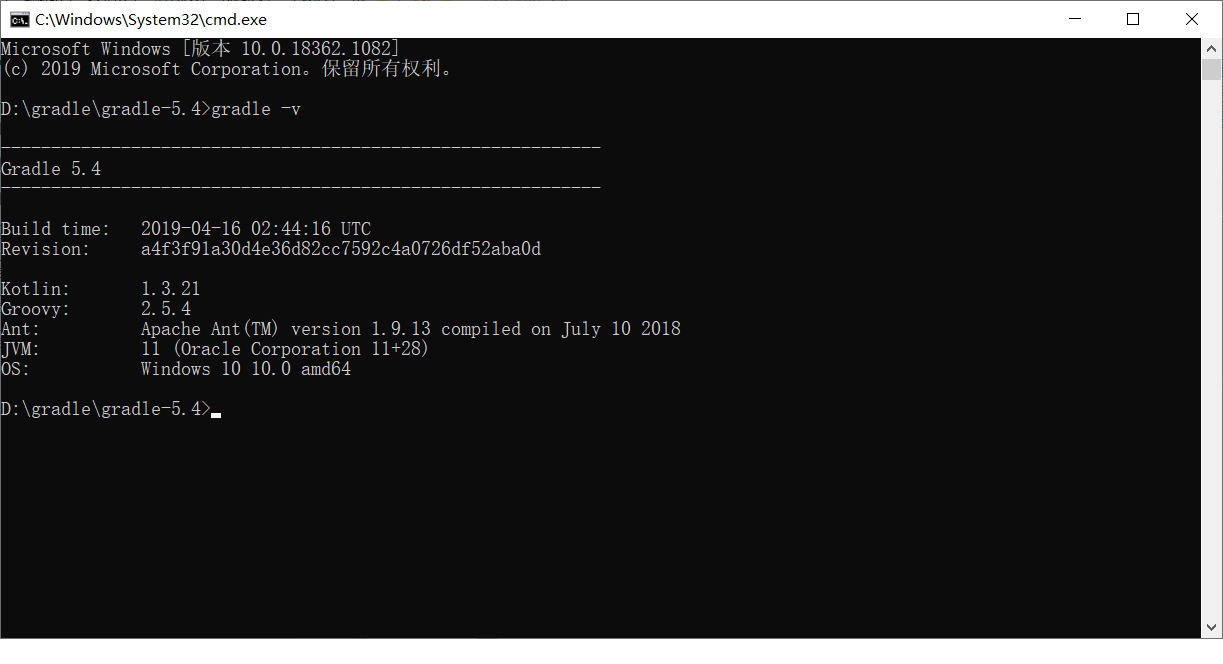 C:\Windows\System32\cmd.exe
Microsoft Windows [版本 10.0.18362.1082]
(c) 2019 Microsoft Corporation。保留所有权利。
D:\gradle\gradle-5.4>gradle -v
------------------------------------------------------------
Gradle 5.4
------------------------------------------------------------
Build time:   2019-04-16 02:44:16 UTC
Revision:     a4f3f91a30d4e36d82cc7592c4a0726df52aba0d
Kotlin:       1.3.21
Groovy:       2.5.4
Ant:          Apache Ant(TM) version 1.9.13 compiled on July 10 2018
JVM:          11 (Oracle Corporation 11+28)
OS:           Windows 10 10.0 amd64
D:\gradle\gradle-5.4>